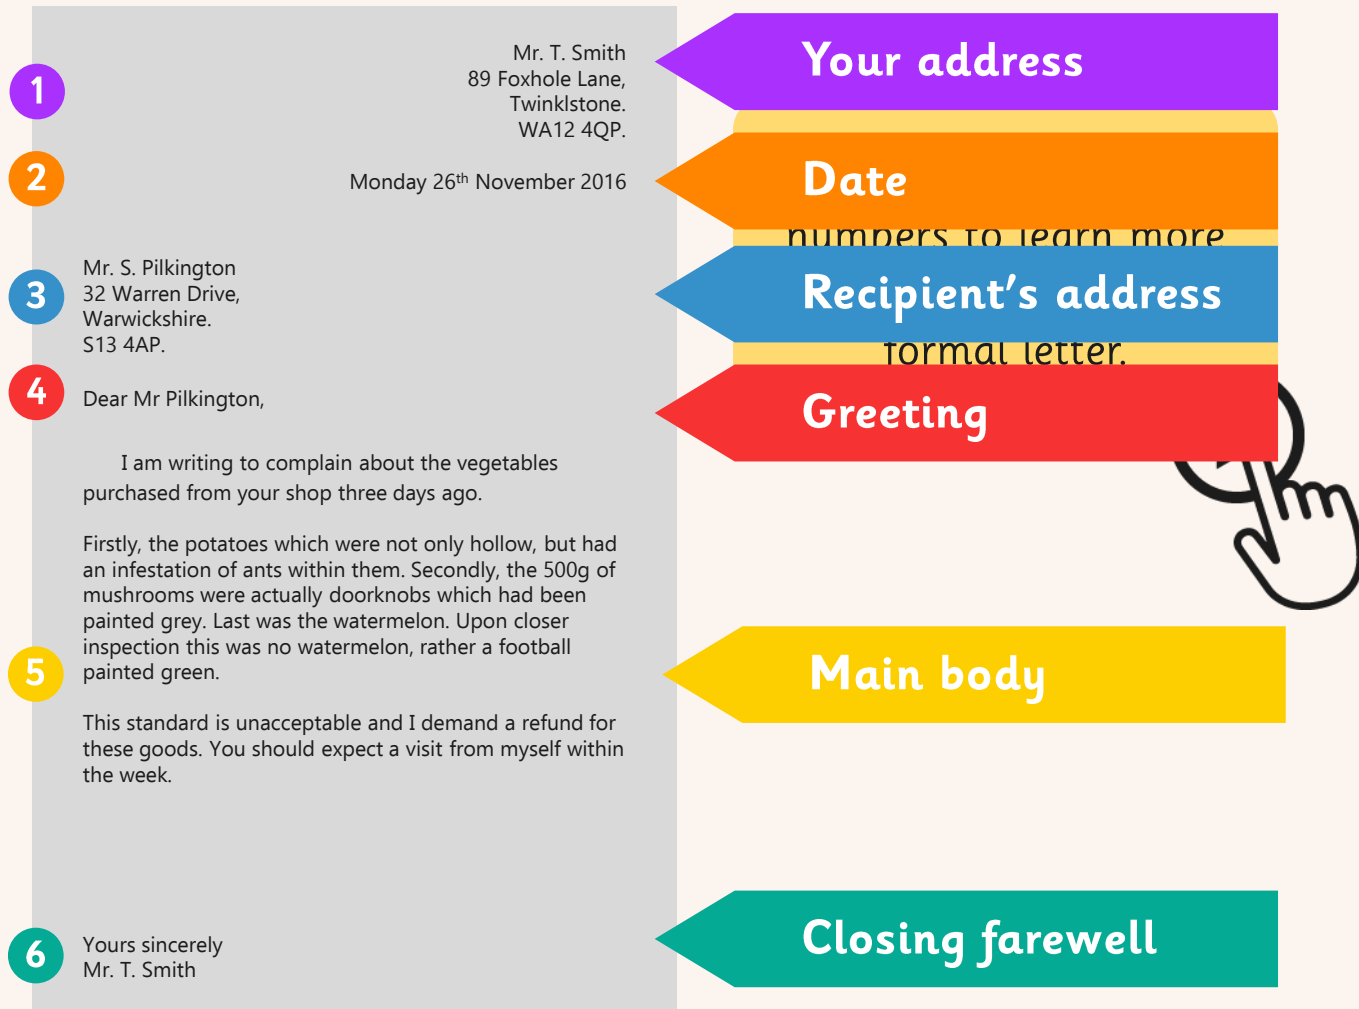 1
Mr. T. Smith
89 Foxhole Lane,
Twinklstone.
WA12 4QP.
Your address
2
Monday 26th November 2016
Date
numbers to learn more
3
Mr. S. Pilkington
32 Warren Drive,
Warwickshire.
S13 4AP.
Recipient's address
formal letter.
4
Dear Mr Pilkington,
Greeting
I am writing to complain about the vegetables
purchased from your shop three days ago.
Firstly, the potatoes which were not only hollow, but had
an infestation of ants within them. Secondly, the 500g of
mushrooms were actually doorknobs which had been
painted grey. Last was the watermelon. Upon closer
inspection this was no watermelon, rather a football
painted green.
5
Main body
This standard is unacceptable and I demand a refund for
these goods. You should expect a visit from myself within
the week.
6
Yours sincerely
Mr. T. Smith
Closing farewell